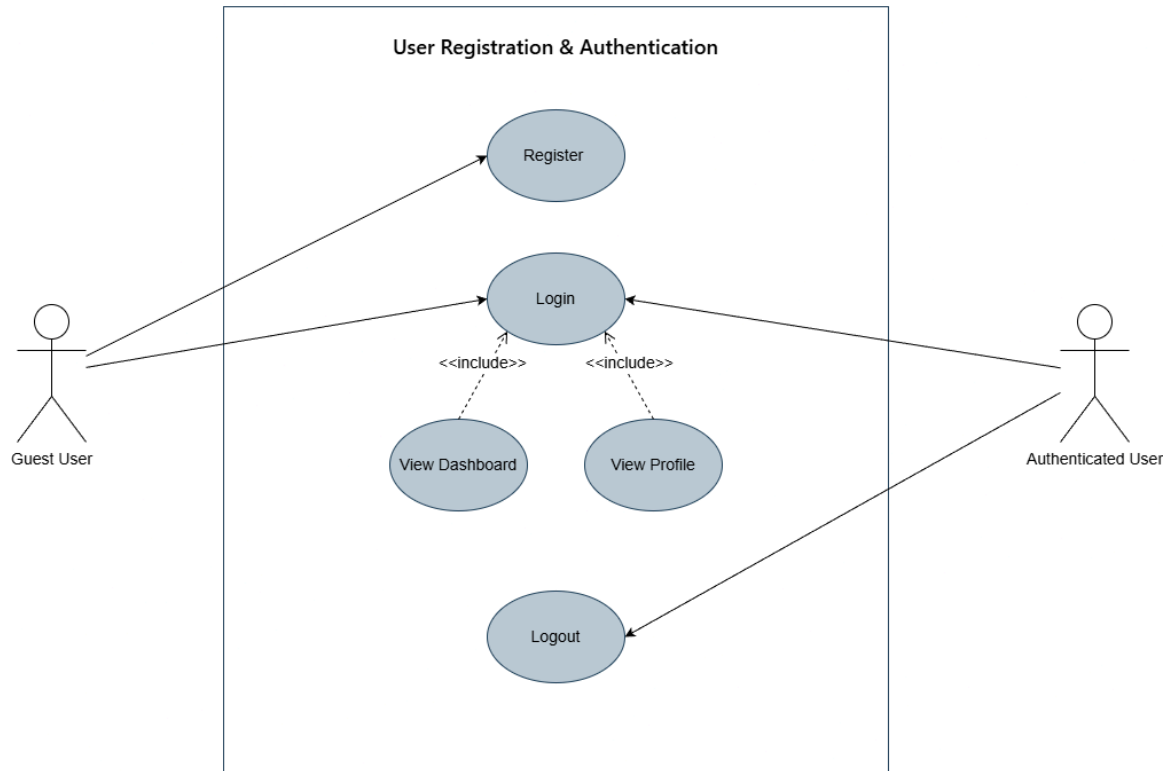 User Registration & Authentication
Register
Login
<<include>>
<<include>>
View Dashboard
View Profile
Guest User
Authenticated User
Logout